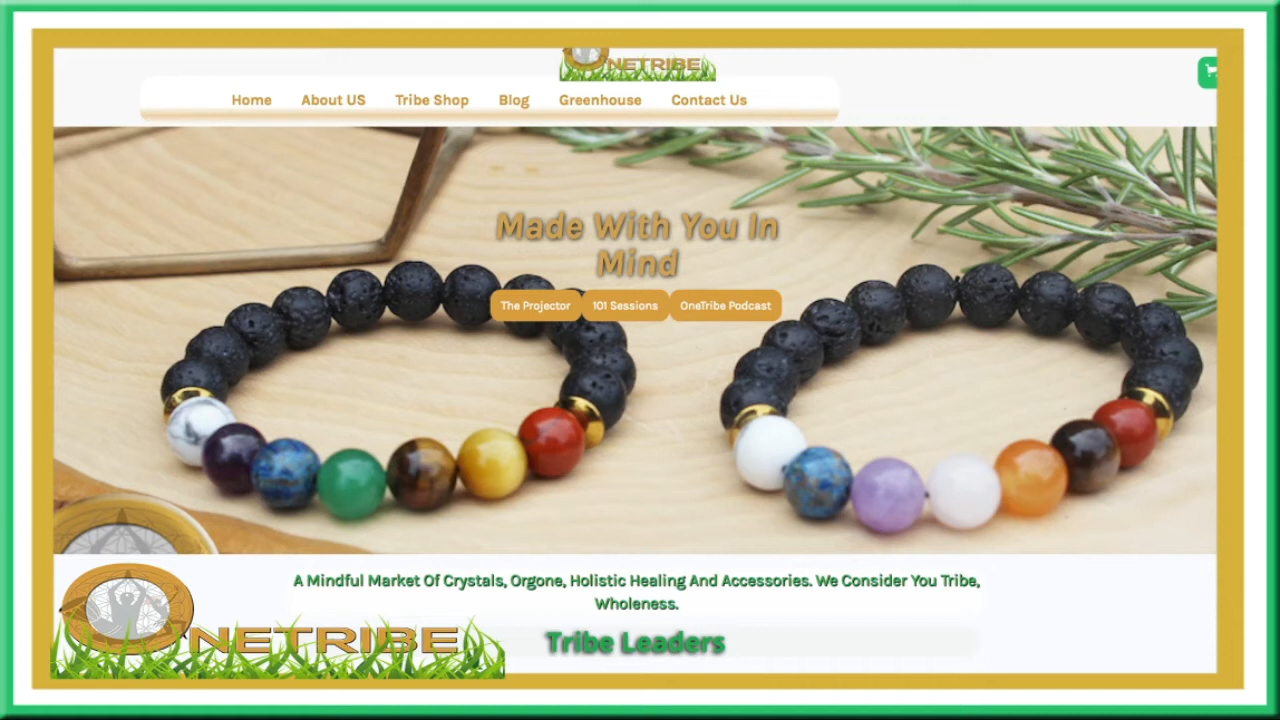 NETRIBE
Home About US Tribe Shop Blog Greenhouse Contact Us
Made With You In
Mind
The Projector 101 Sessions OneTribe Podcast
A Mindful Market Of Crystals, Orgone, Holistic Healing And Accessories. We Consider You Tribe,
Wholeness.
ONETRIBE
Tribe Leaders